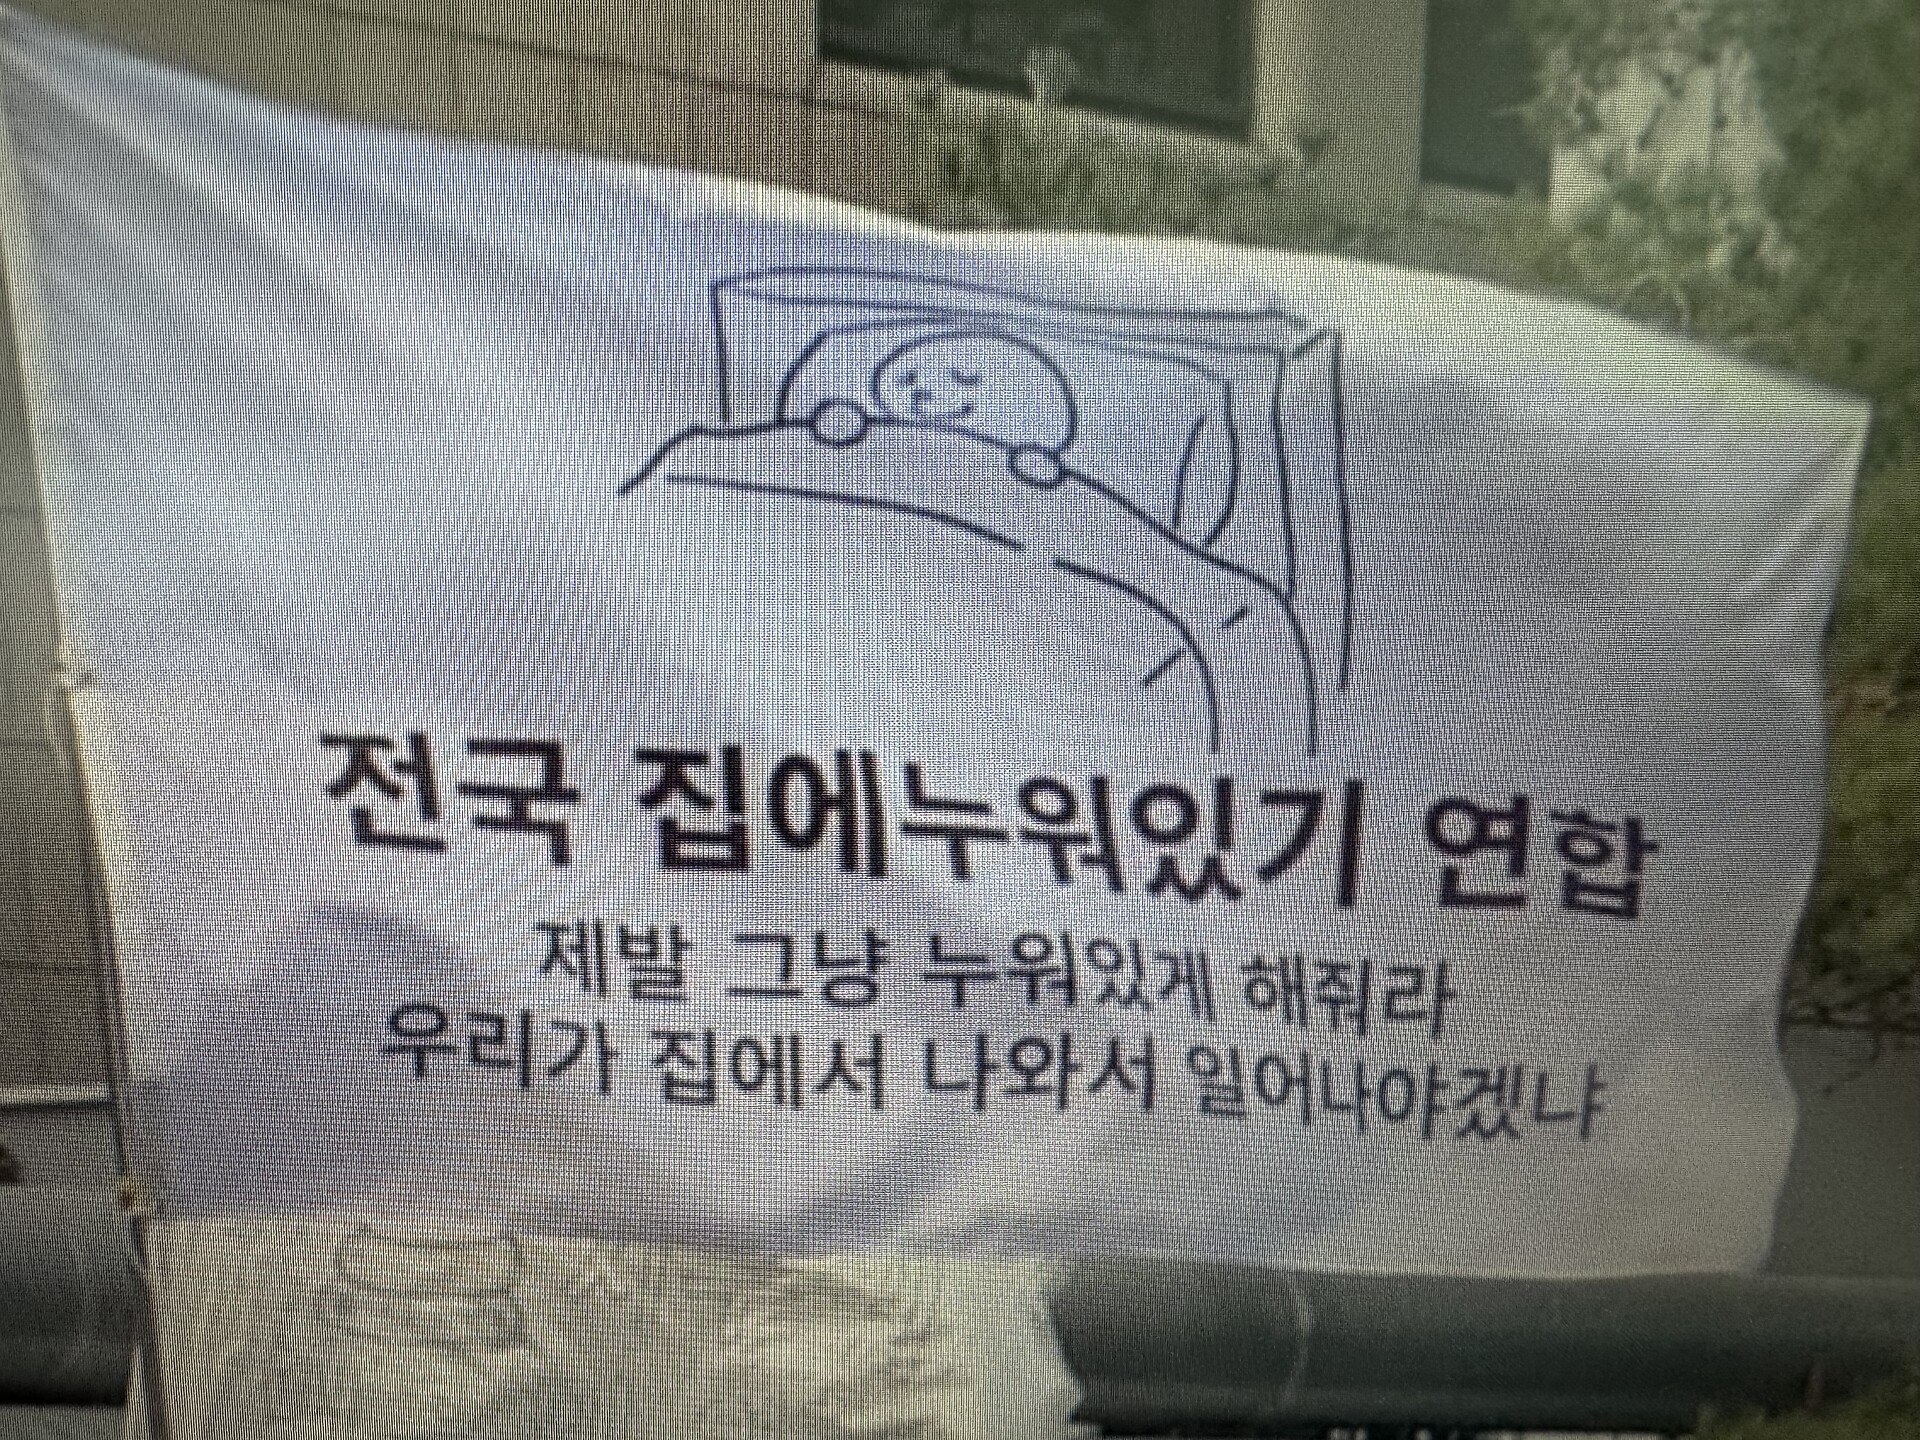 전국 집에누워있기 연합
제발 그냥 누워있게 해줘라
우리가 집에서 나와서 일어나야겠냐